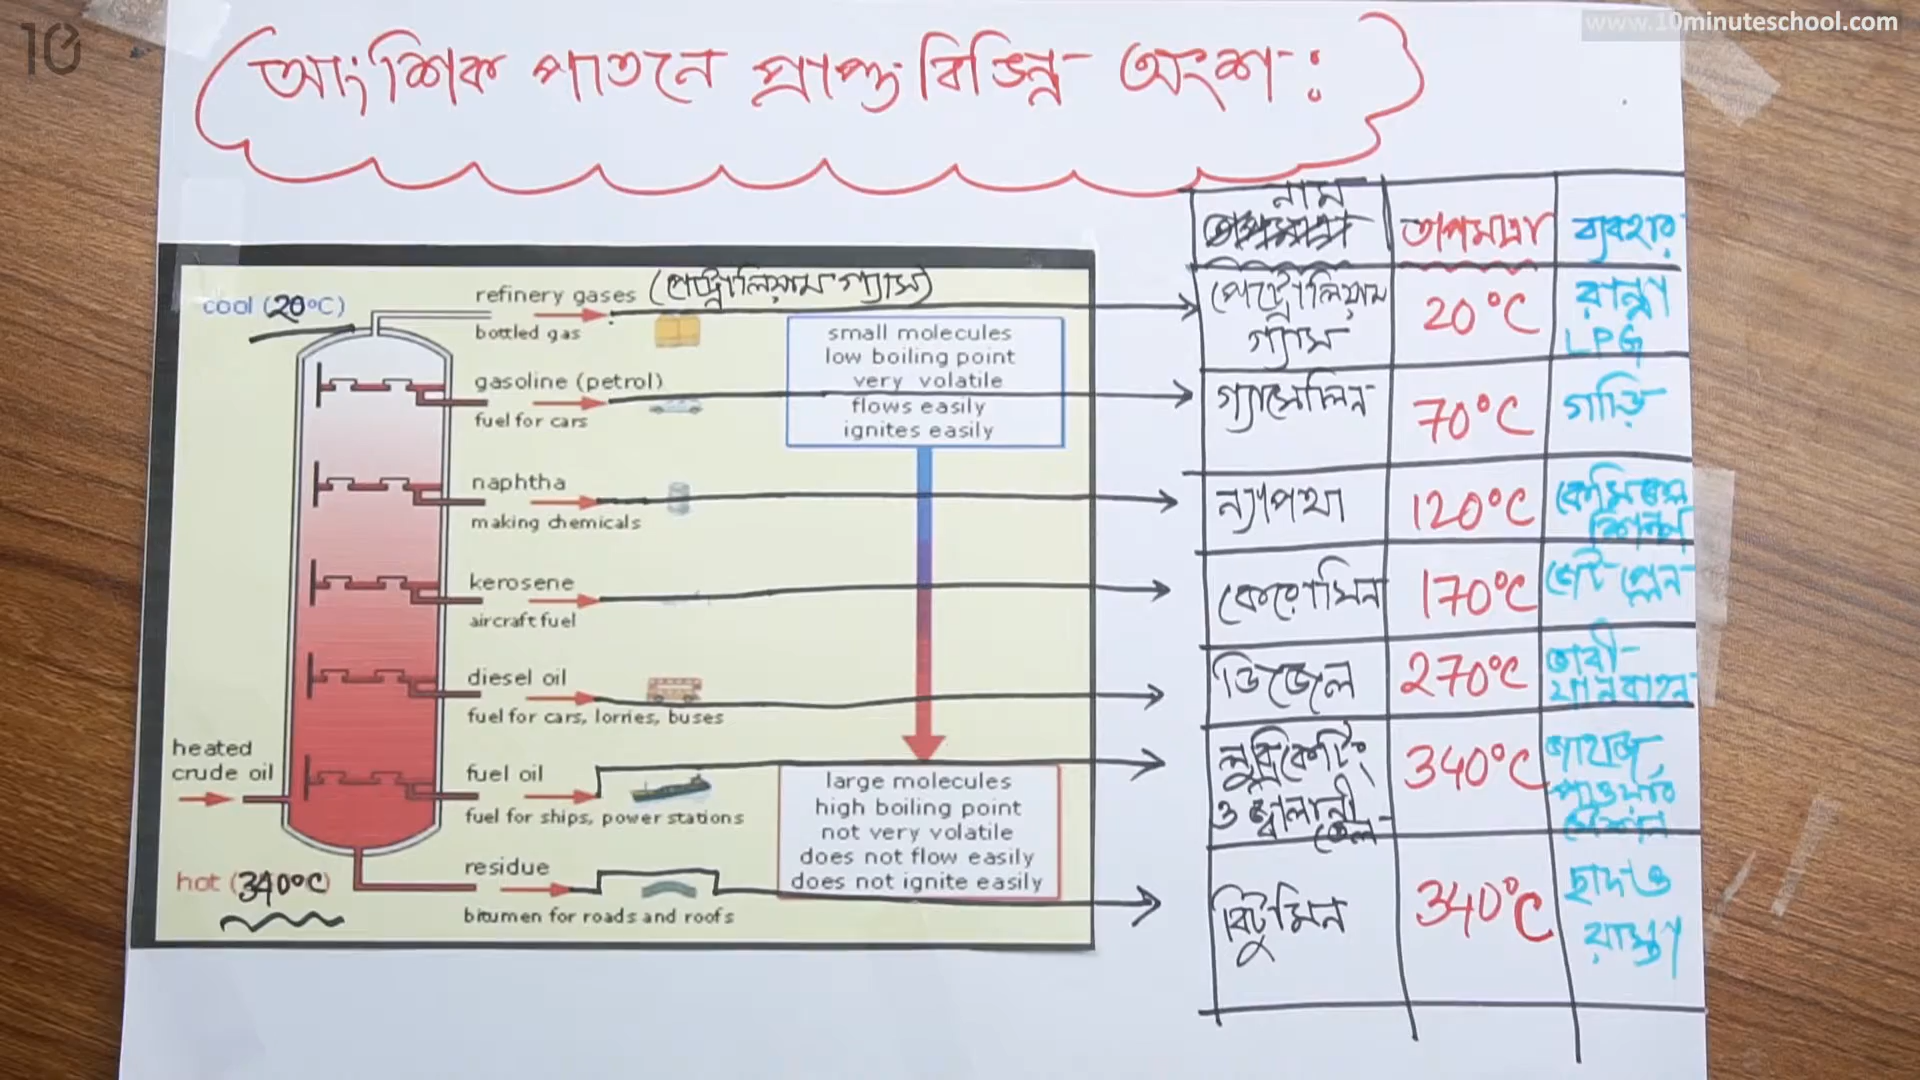 10
www.10minuteschool.com
আংশিক পাতনে প্রাপ্ত বিভিন্ন অংশ:
cool (20°C)
refinery gases (পেট্রোলিয়াম গ্যাস)
bottled gas
gasoline (petrol)
fuel for cars
naphtha
making chemicals
kerosene
aircraft fuel
diesel oil
fuel for cars, lorries, buses
heated
crude oil
fuel oil
fuel for ships, power stations
hot (340°C)
residue
bitumen for roads and roofs
small molecules
low boiling point
very volatile
flows easily
ignites easily
large molecules
high boiling point
not very volatile
does not flow easily
does not ignite easily
নাম তাপমাত্রা ব্যবহার
পেট্রোলিয়াম গ্যাস 20°C রান্না LPG
গ্যাসোলিন 70°C গাড়ি
ন্যাপথা 120°C কেমিক্যাল শিল্প
কেরোসিন 170°C জেট প্লেন
ডিজেল 270°C ভারী যানবাহন
লুব্রিকেটিং ও জ্বালানী তেল 340°C জাহাজ, পাওয়ার স্টেশন
বিটুমিন 340°C ছাদ ও রাস্তা